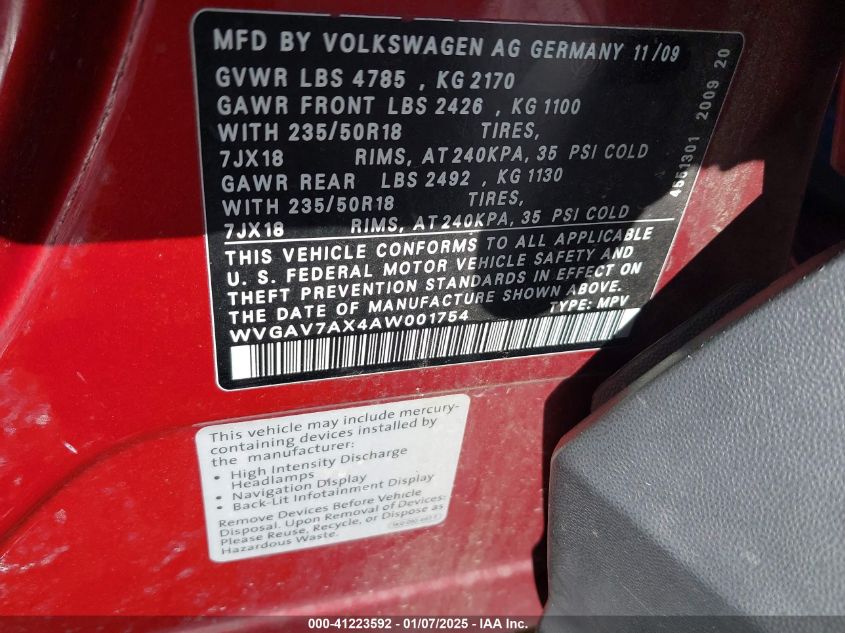 MFD BY VOLKSWAGEN AG GERMANY 11/09
GVWR LBS 4785 , KG 2170
GAWR FRONT LBS 2426 , KG 1100
WITH 235/50R18 TIRES,
7JX18 RIMS, AT 240KPA, 35 PSI COLD
GAWR REAR LBS 2492 , KG 1130
WITH 235/50R18 TIRES,
7JX18 RIMS, AT 240KPA, 35 PSI COLD
THIS VEHICLE CONFORMS TO ALL APPLICABLE
U. S. FEDERAL MOTOR VEHICLE SAFETY AND
THEFT PREVENTION STANDARDS IN EFFECT ON
THE DATE OF MANUFACTURE SHOWN ABOVE.
WVGAV7AX4AW001754 TYPE: MPV
4551301 2009 20
This vehicle may include mercury-
containing devices installed by
the manufacturer:
• High Intensity Discharge
Headlamps
• Navigation Display
• Back-Lit Infotainment Display
Remove Devices Before Vehicle
Disposal. Upon Removal of Devices:
Please Reuse, Recycle, or Dispose as
Hazardous Waste.
000-41223592 - 01/07/2025 - IAA Inc.